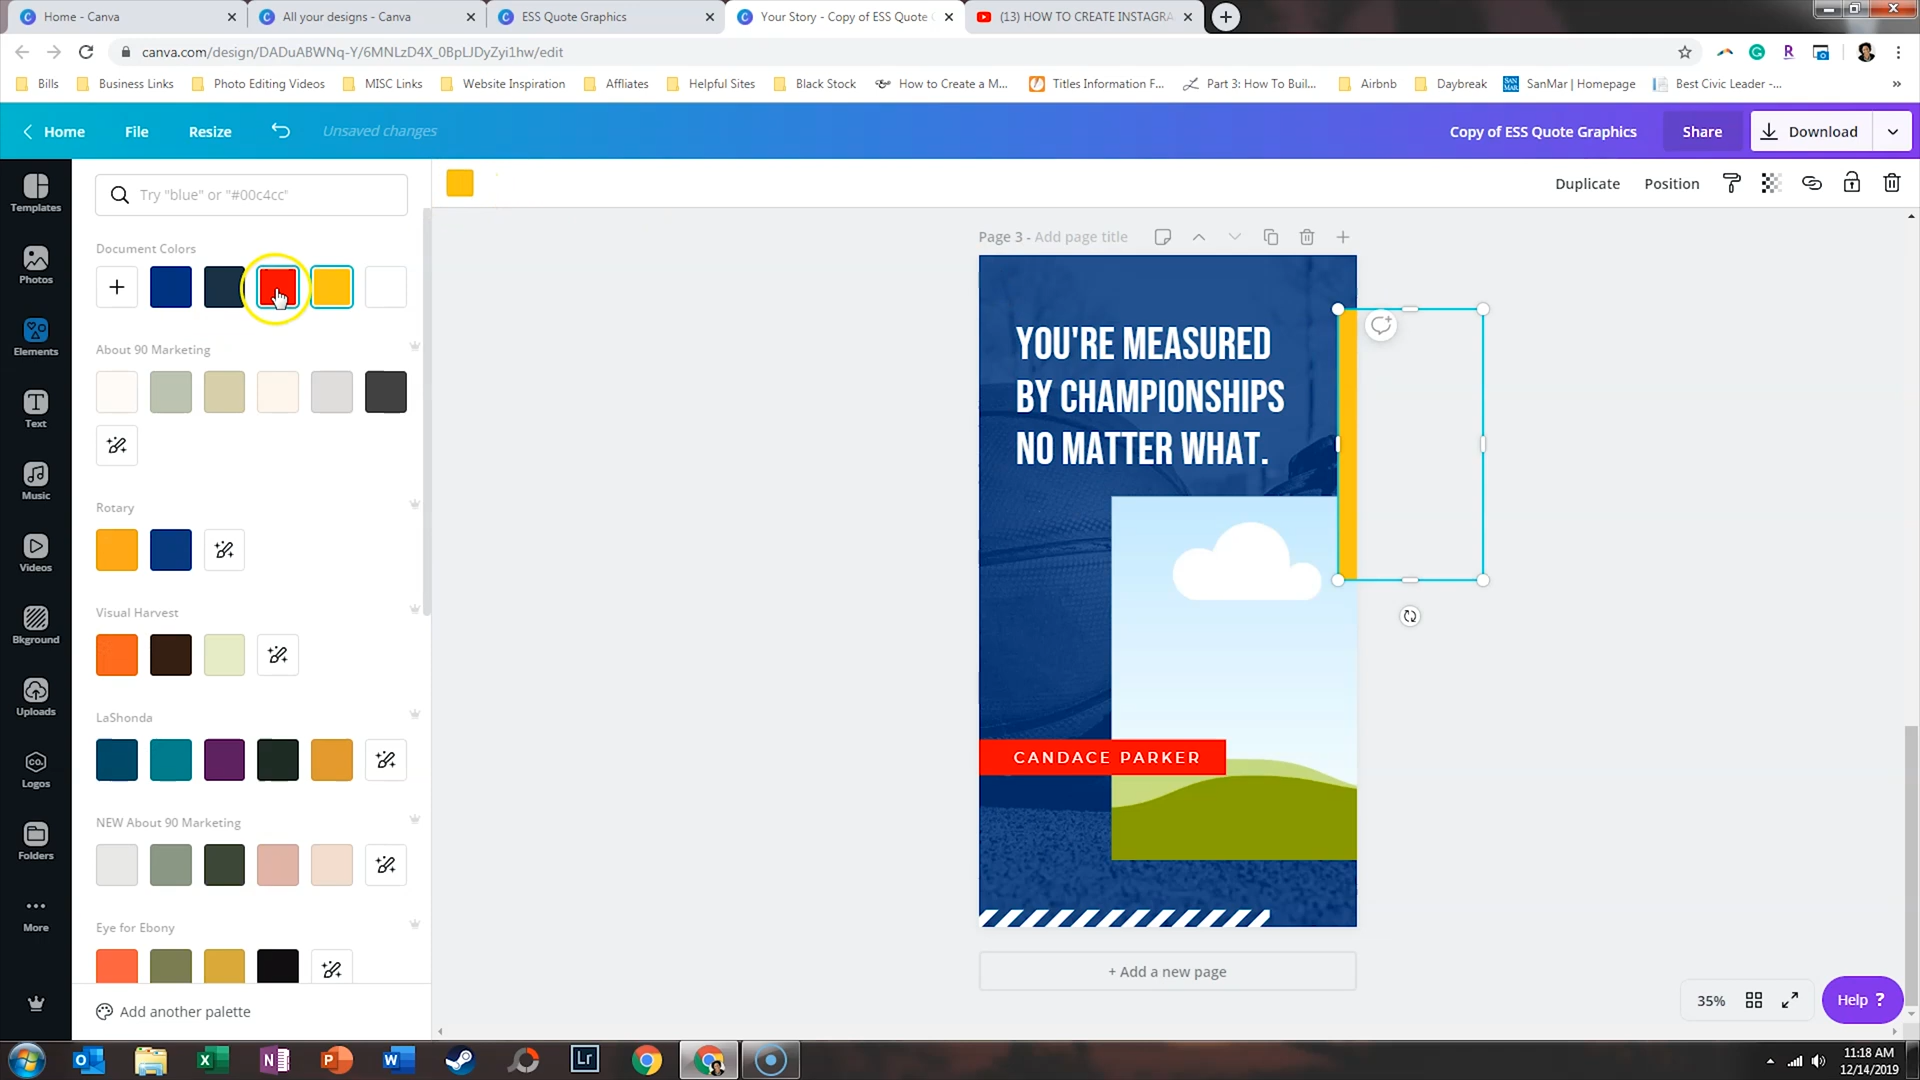 Home - Canva
All your designs - Canva
ESS Quote Graphics
Your Story - Copy of ESS Quote
(13) HOW TO CREATE INSTAGRA
canva.com/design/DADuABWNq-Y/6MNLzD4X_0BpLJDyZyi1hw/edit
Bills
Business Links
Photo Editing Videos
MISC Links
Website Inspiration
Affliates
Helpful Sites
Black Stock
How to Create a M...
Titles Information F...
Part 3: How To Buil...
Airbnb
Daybreak
SanMar | Homepage
Best Civic Leader -...
»
Home
File
Resize
Unsaved changes
Copy of ESS Quote Graphics
Share
Download
Templates
Photos
Elements
Text
Music
Videos
Bkground
Uploads
CO.
Logos
Folders
More
Try "blue" or "#00c4cc"
Document Colors
About 90 Marketing
Rotary
Visual Harvest
LaShonda
NEW About 90 Marketing
Eye for Ebony
Add another palette
Duplicate
Position
Page 3 - Add page title
YOU'RE MEASURED
BY CHAMPIONSHIPS
NO MATTER WHAT.
CANDACE PARKER
+ Add a new page
35%
Help ?
Lr
11:18 AM
12/14/2019